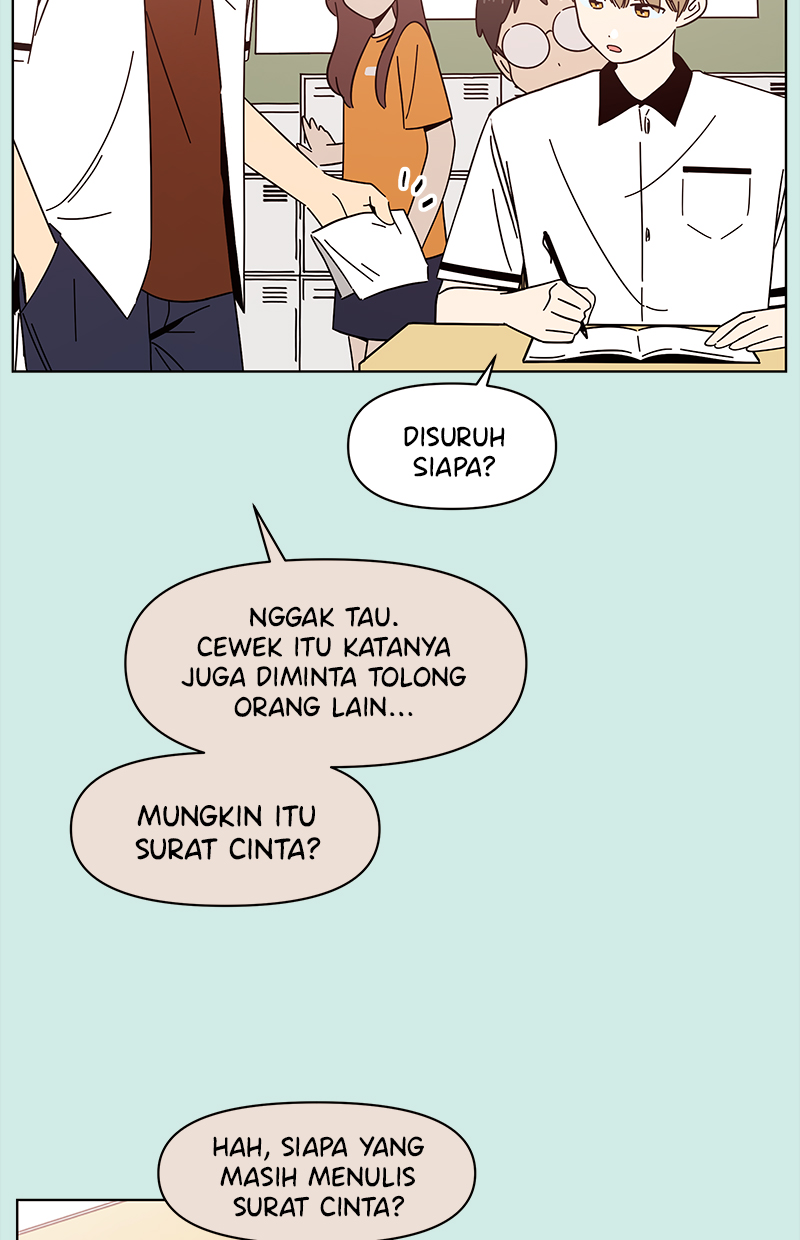 DISURUH
SIAPA?
NGGAK TAU.
CEWEK ITU KATANYA
JUGA DIMINTA TOLONG
ORANG LAIN...
MUNGKIN ITU
SURAT CINTA?
HAH, SIAPA YANG
MASIH MENULIS
SURAT CINTA?